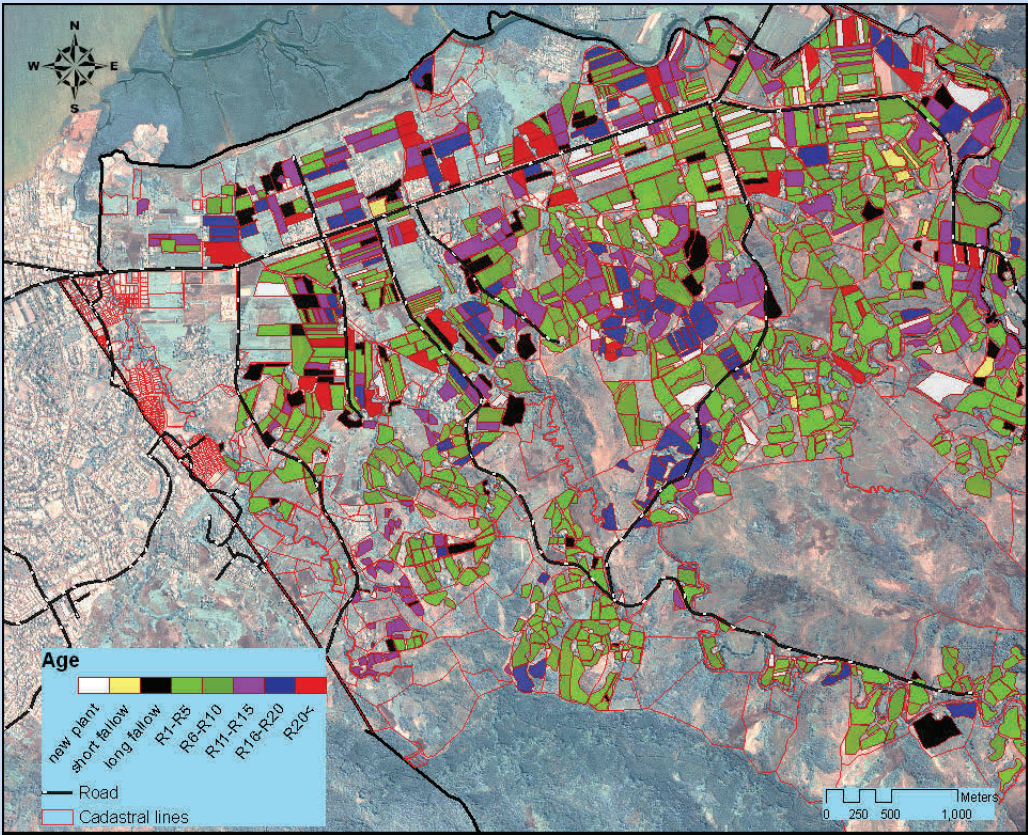 N
W E
S
Age
new plant
short fallow
long fallow
R1-R5
R6-R10
R11-R15
R16-R20
R20<
Road
Cadastral lines
Meters
0 250 500 1,000